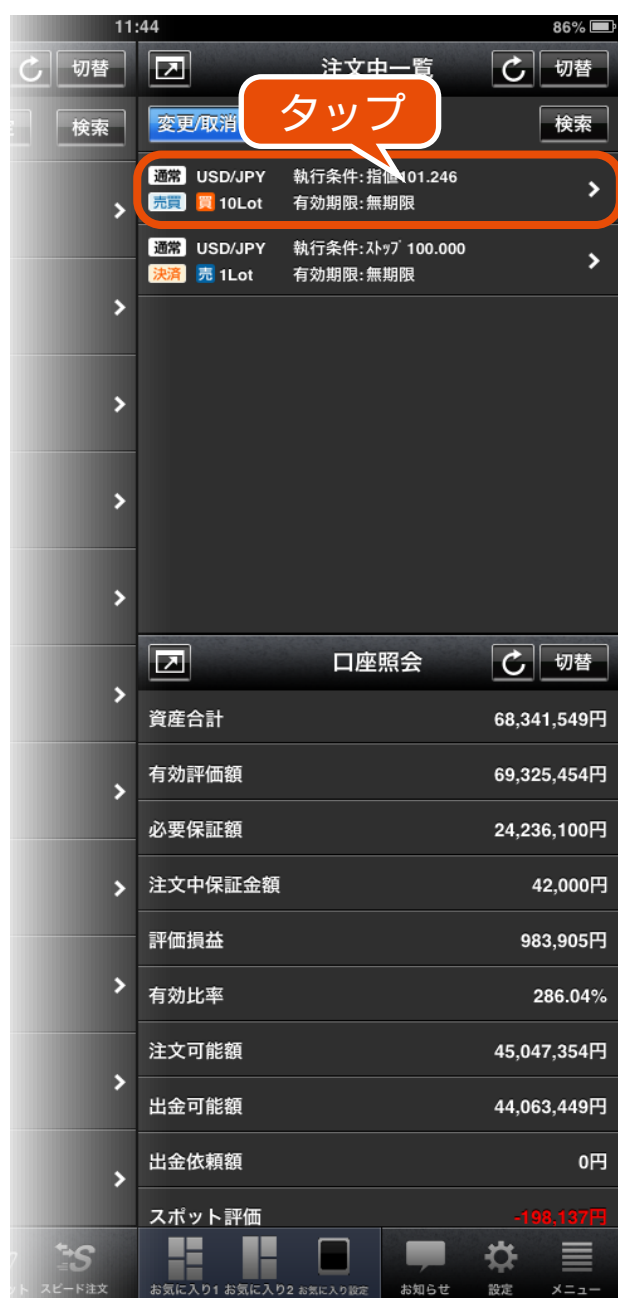 11:44
86%
切替
注文中一覧
切替
検索
変更/取消
タップ
検索
通常 USD/JPY 執行条件:指値101.246
売買 買 10Lot 有効期限:無期限
通常 USD/JPY 執行条件:ｽﾄｯﾌﾟ 100.000
決済 売 1Lot 有効期限:無期限
口座照会
切替
資産合計 68,341,549円
有効評価額 69,325,454円
必要保証額 24,236,100円
注文中保証金額 42,000円
評価損益 983,905円
有効比率 286.04%
注文可能額 45,047,354円
出金可能額 44,063,449円
出金依頼額 0円
スポット評価 -198,137円
ット スピード注文 お気に入り1 お気に入り2 お気に入り設定 お知らせ 設定 メニュー